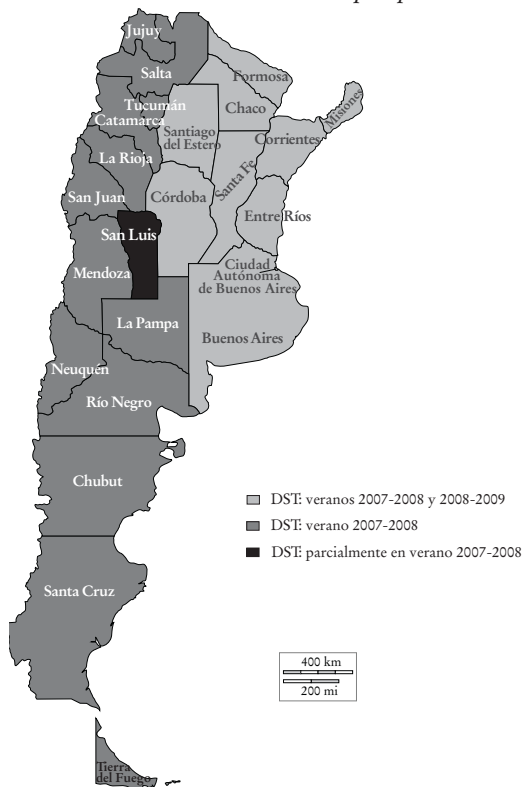 Jujuy
Salta
Formosa
Tucumán
Catamarca
Chaco
Misiones
Santiago
del Estero
Corrientes
La Rioja
Santa Fe
San Juan
Córdoba
Entre Ríos
San Luis
Mendoza
Ciudad
Autónoma
de Buenos Aires
La Pampa
Buenos Aires
Neuquén
Río Negro
Chubut
DST: veranos 2007-2008 y 2008-2009
DST: verano 2007-2008
DST: parcialmente en verano 2007-2008
Santa Cruz
400 km
200 mi
Tierra
del Fuego